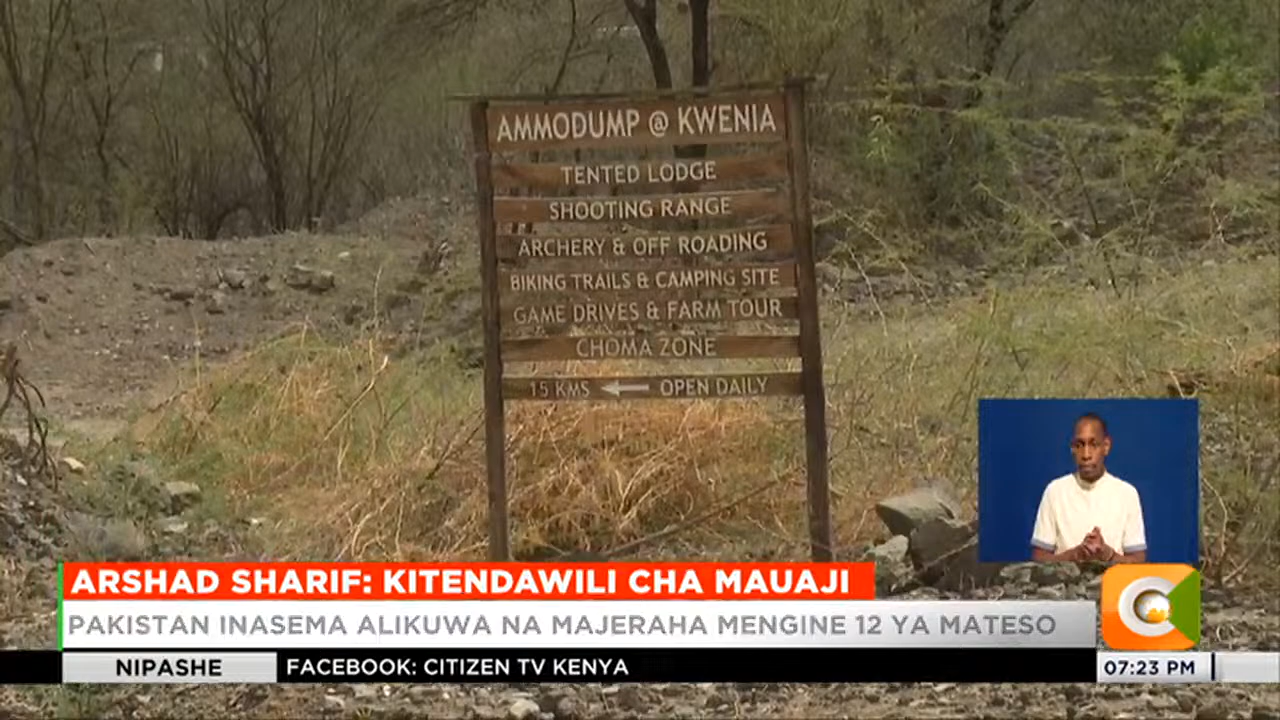 AMMODUMP @ KWENIA
TENTED LODGE
SHOOTING RANGE
ARCHERY & OFF ROADING
BIKING TRAILS & CAMPING SITE
GAME DRIVES & FARM TOUR
CHOMA ZONE
15 KMS ← OPEN DAILY
ARSHAD SHARIF: KITENDAWILI CHA MAUAJI
PAKISTAN INASEMA ALIKUWA NA MAJERAHA MENGINE 12 YA MATESO
NIPASHE FACEBOOK: CITIZEN TV KENYA 07:23 PM